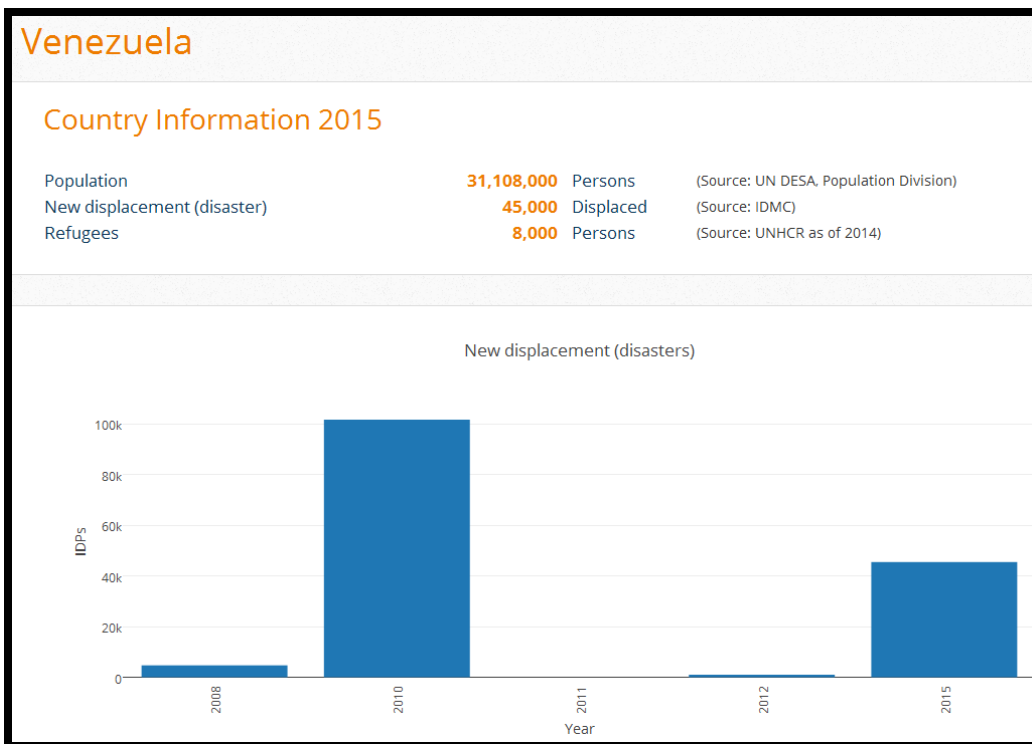 Venezuela
Country Information 2015
Population 31,108,000 Persons (Source: UN DESA, Population Division)
New displacement (disaster) 45,000 Displaced (Source: IDMC)
Refugees 8,000 Persons (Source: UNHCR as of 2014)
New displacement (disasters)
100k
80k
60k
40k
20k
0
IDPs
2008 2010 2011 2012 2015
Year